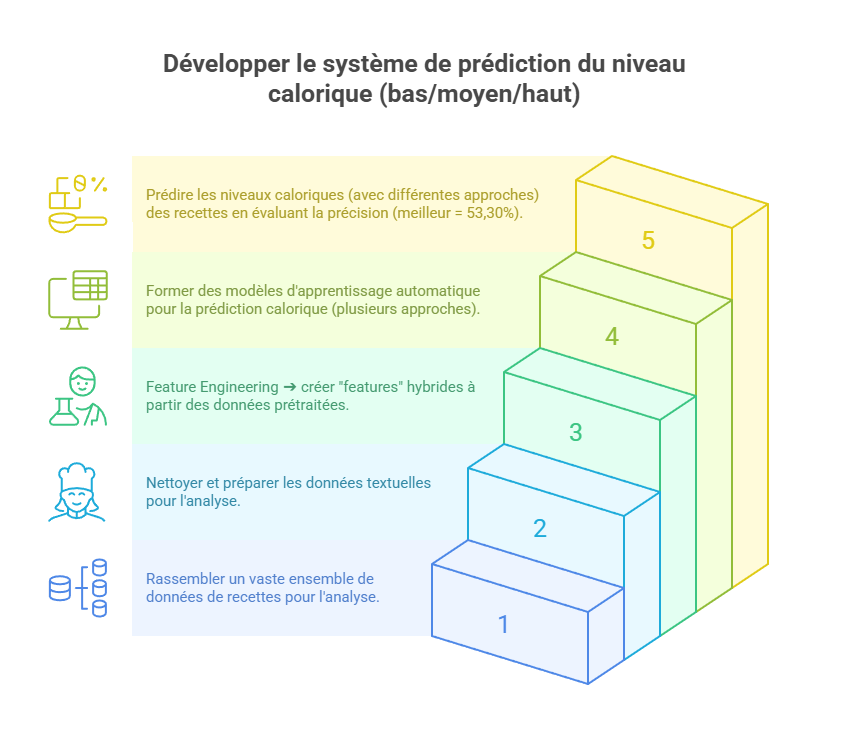 Développer le système de prédiction du niveau
calorique (bas/moyen/haut)
%
Prédire les niveaux caloriques (avec différentes approches)
des recettes en évaluant la précision (meilleur = 53,30%).
5
Former des modèles d'apprentissage automatique
pour la prédiction calorique (plusieurs approches).
4
Feature Engineering ➔ créer "features" hybrides à
partir des données prétraitées.
3
Nettoyer et préparer les données textuelles
pour l'analyse.
2
Rassembler un vaste ensemble de
données de recettes pour l'analyse.
1